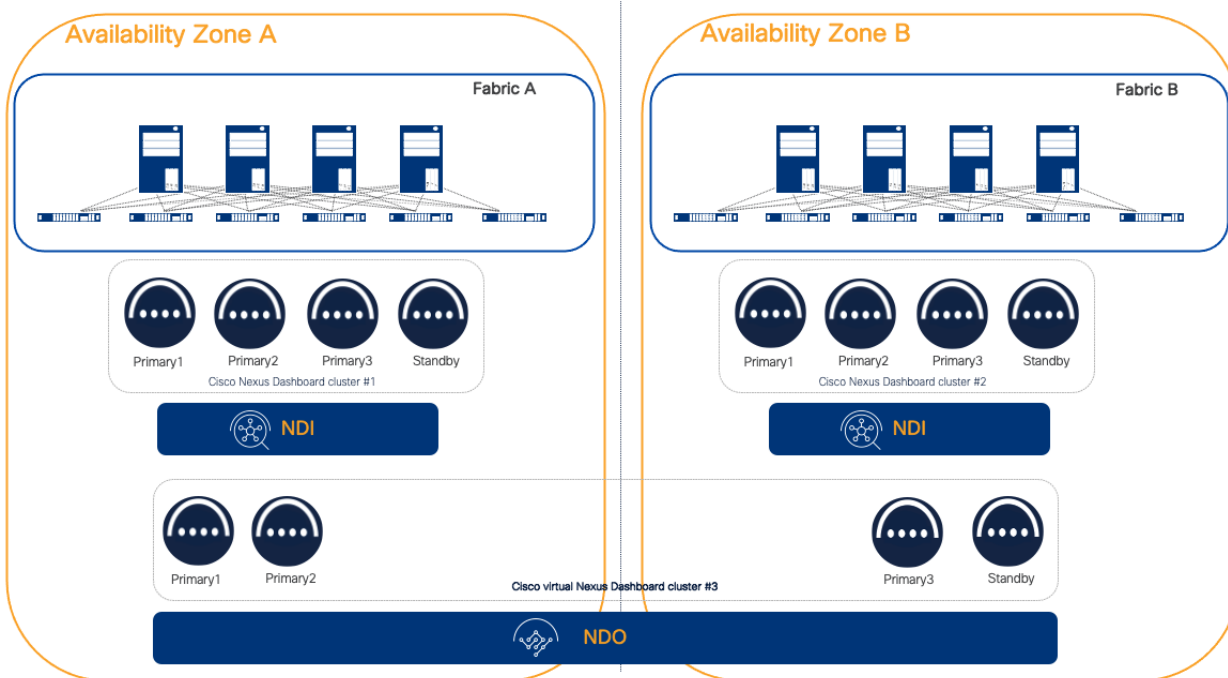 Availability Zone A
Availability Zone B
Fabric A
Fabric B
Primary1
Primary2
Primary3
Standby
Cisco Nexus Dashboard cluster #1
Primary1
Primary2
Primary3
Standby
Cisco Nexus Dashboard cluster #2
NDI
NDI
Primary1
Primary2
Primary3
Standby
Cisco virtual Nexus Dashboard cluster #3
NDO